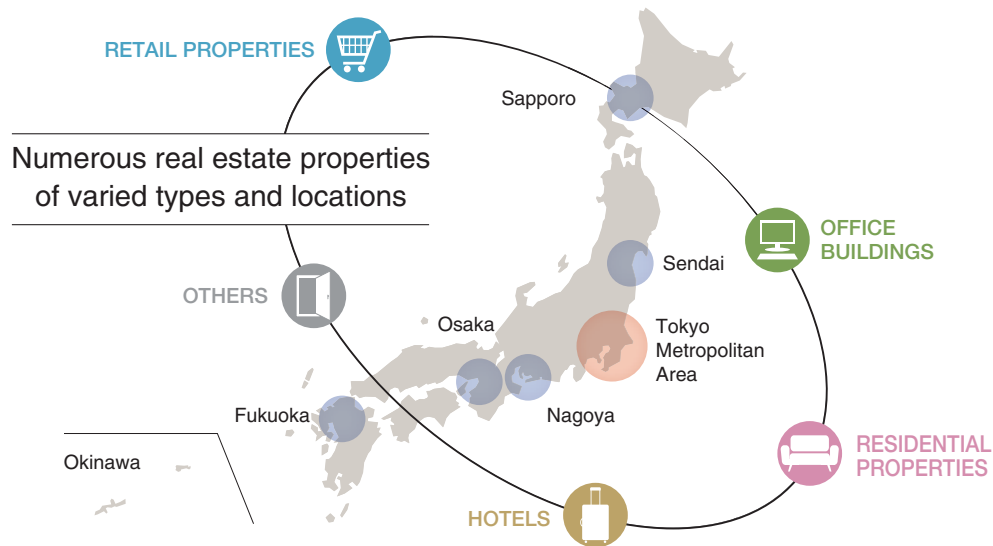 RETAIL PROPERTIES
Sapporo
Numerous real estate properties
of varied types and locations
OFFICE
BUILDINGS
Sendai
OTHERS
Osaka
Tokyo
Metropolitan
Area
Fukuoka
Nagoya
Okinawa
RESIDENTIAL
PROPERTIES
HOTELS